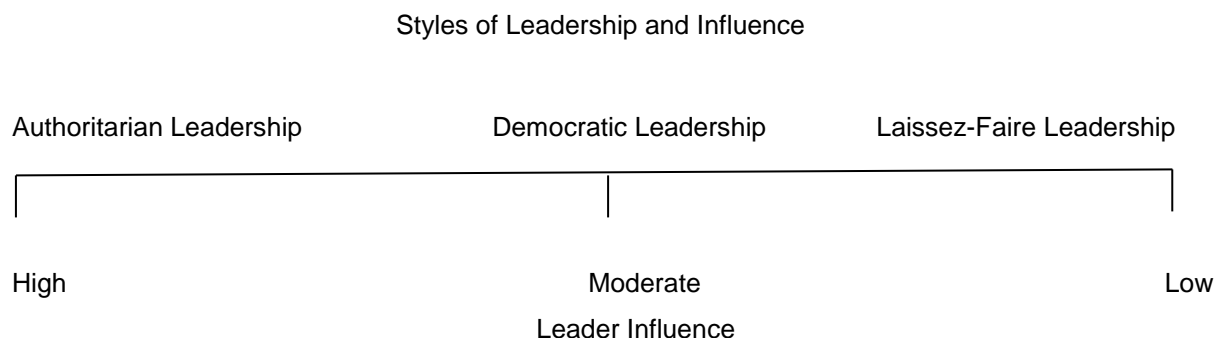 Styles of Leadership and Influence
Authoritarian Leadership Democratic Leadership Laissez-Faire Leadership
High Moderate Low
Leader Influence